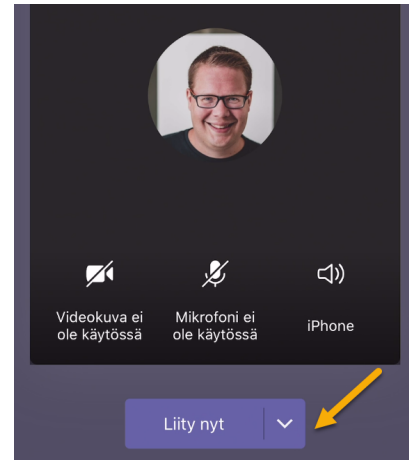 Videokuva ei
ole käytössä
Mikrofoni ei
ole käytössä
iPhone
Liity nyt